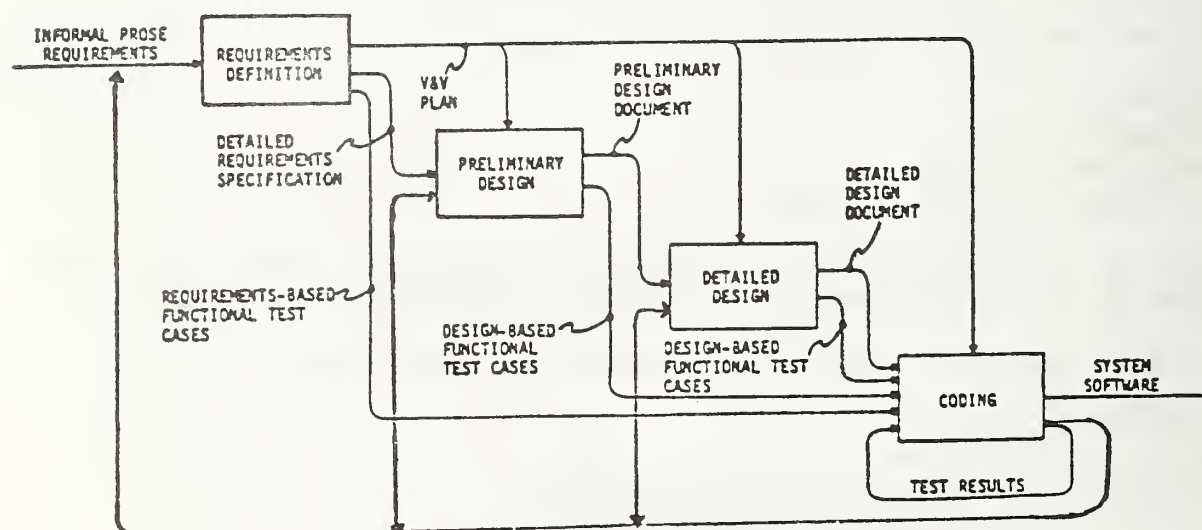 INFORMAL PROSE
REQUIREMENTS
REQUIREMENTS
DEFINITION
V&V
PLAN
PRELIMINARY
DESIGN
DOCUMENT
DETAILED
REQUIREMENTS
SPECIFICATION
PRELIMINARY
DESIGN
DETAILED
DESIGN
DOCUMENT
DETAILED
DESIGN
REQUIREMENTS-BASED
FUNCTIONAL TEST
CASES
DESIGN-BASED
FUNCTIONAL
TEST CASES
DESIGN-BASED
FUNCTIONAL TEST
CASES
CODING
SYSTEM
SOFTWARE
TEST RESULTS